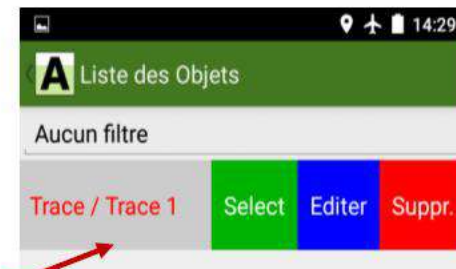 14:29
A Liste des Objets
Aucun filtre
Trace / Trace 1 Select Editer Suppr.